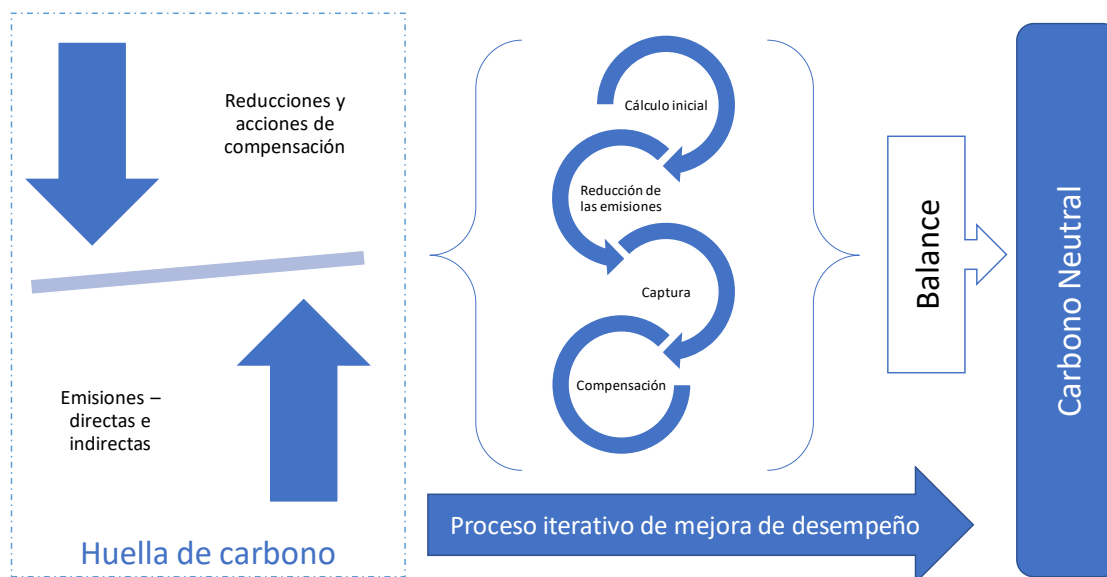 Reducciones y
acciones de
compensación
Emisiones –
directas e
indirectas
Huella de carbono
Cálculo inicial
Reducción de
las emisiones
Captura
Compensación
Proceso iterativo de mejora de desempeño
Balance
Carbono Neutral